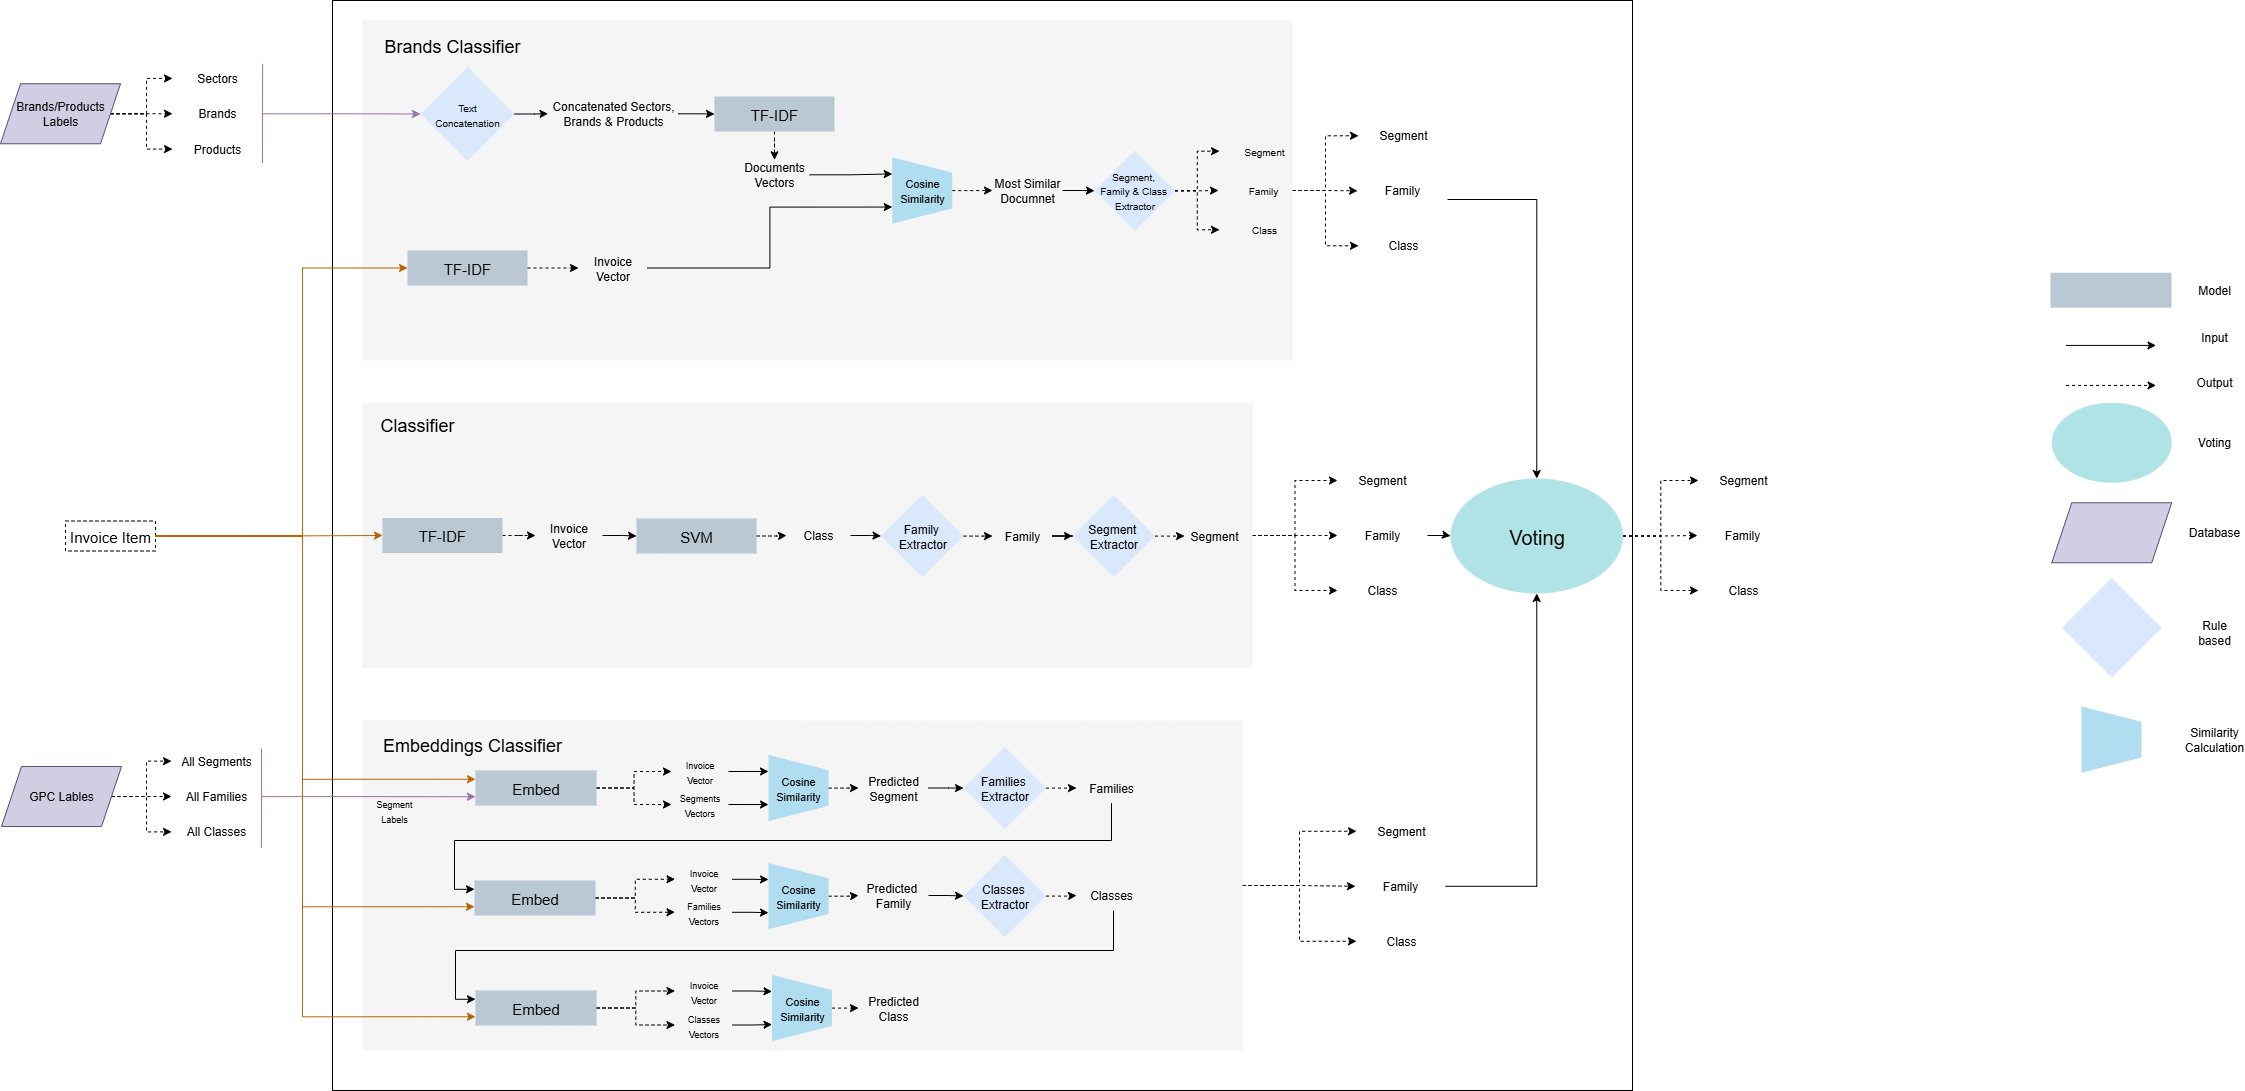 Brands Classifier
Brands/Products
Labels
Sectors
Brands
Products
Text
Concatenation
Concatenated Sectors,
Brands & Products
TF-IDF
Documents
Vectors
Cosine
Similarity
Most Similar
Documnet
Segment,
Family & Class
Extractor
Segment
Family
Class
Segment
Family
Class
TF-IDF
Invoice
Vector
Classifier
Invoice Item
TF-IDF
Invoice
Vector
SVM
Class
Family
Extractor
Family
Segment
Extractor
Segment
Segment
Family
Class
Voting
Segment
Family
Class
Embeddings Classifier
GPC Lables
All Segments
All Families
All Classes
Segment
Labels
Embed
Invoice
Vector
Segments
Vectors
Cosine
Similarity
Predicted
Segment
Families
Extractor
Families
Embed
Invoice
Vector
Families
Vectors
Cosine
Similarity
Predicted
Family
Classes
Extractor
Classes
Embed
Invoice
Vector
Classes
Vectors
Cosine
Similarity
Predicted
Class
Segment
Family
Class
Model
Input
Output
Voting
Database
Rule
based
Similarity
Calculation